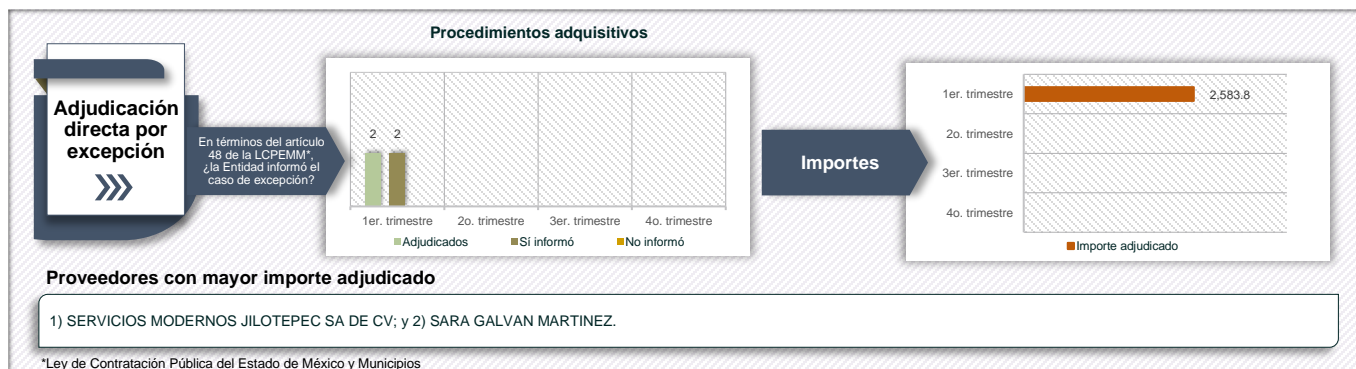 Procedimientos adquisitivos
Adjudicación
directa por
excepción
En términos del artículo
48 de la LCPEMM*,
¿la Entidad informó el
caso de excepción?
2 2
1er. trimestre 2o. trimestre 3er. trimestre 4o. trimestre
Adjudicados Sí informó No informó
Importes
1er. trimestre 2,583.8
2o. trimestre
3er. trimestre
4o. trimestre
Importe adjudicado
Proveedores con mayor importe adjudicado
1) SERVICIOS MODERNOS JILOTEPEC SA DE CV; y 2) SARA GALVAN MARTINEZ.
*Ley de Contratación Pública del Estado de México y Municipios